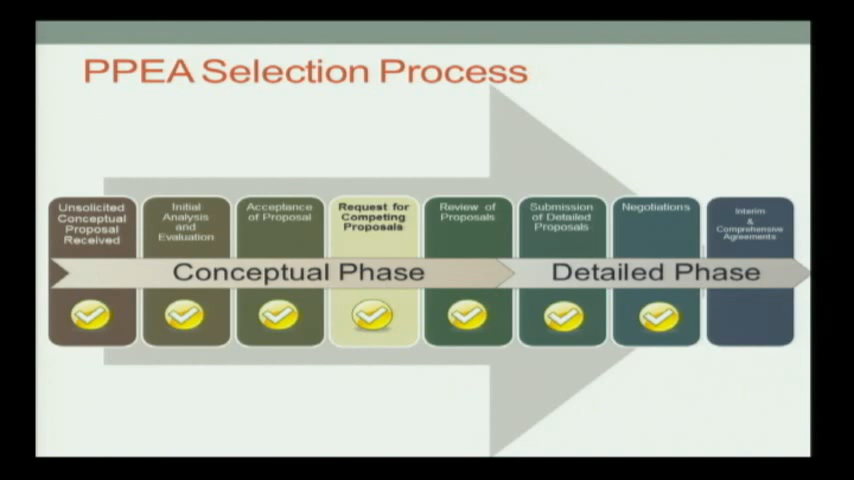 PPEA Selection Process
Unsolicited
Conceptual
Proposal
Received
Initial
Analysis
and
Evaluation
Acceptance
of Proposal
Request for
Competing
Proposals
Review of
Proposals
Submission
of Detailed
Proposals
Negotiations
Interim
&
Comprehensive
Agreements
Conceptual Phase
Detailed Phase